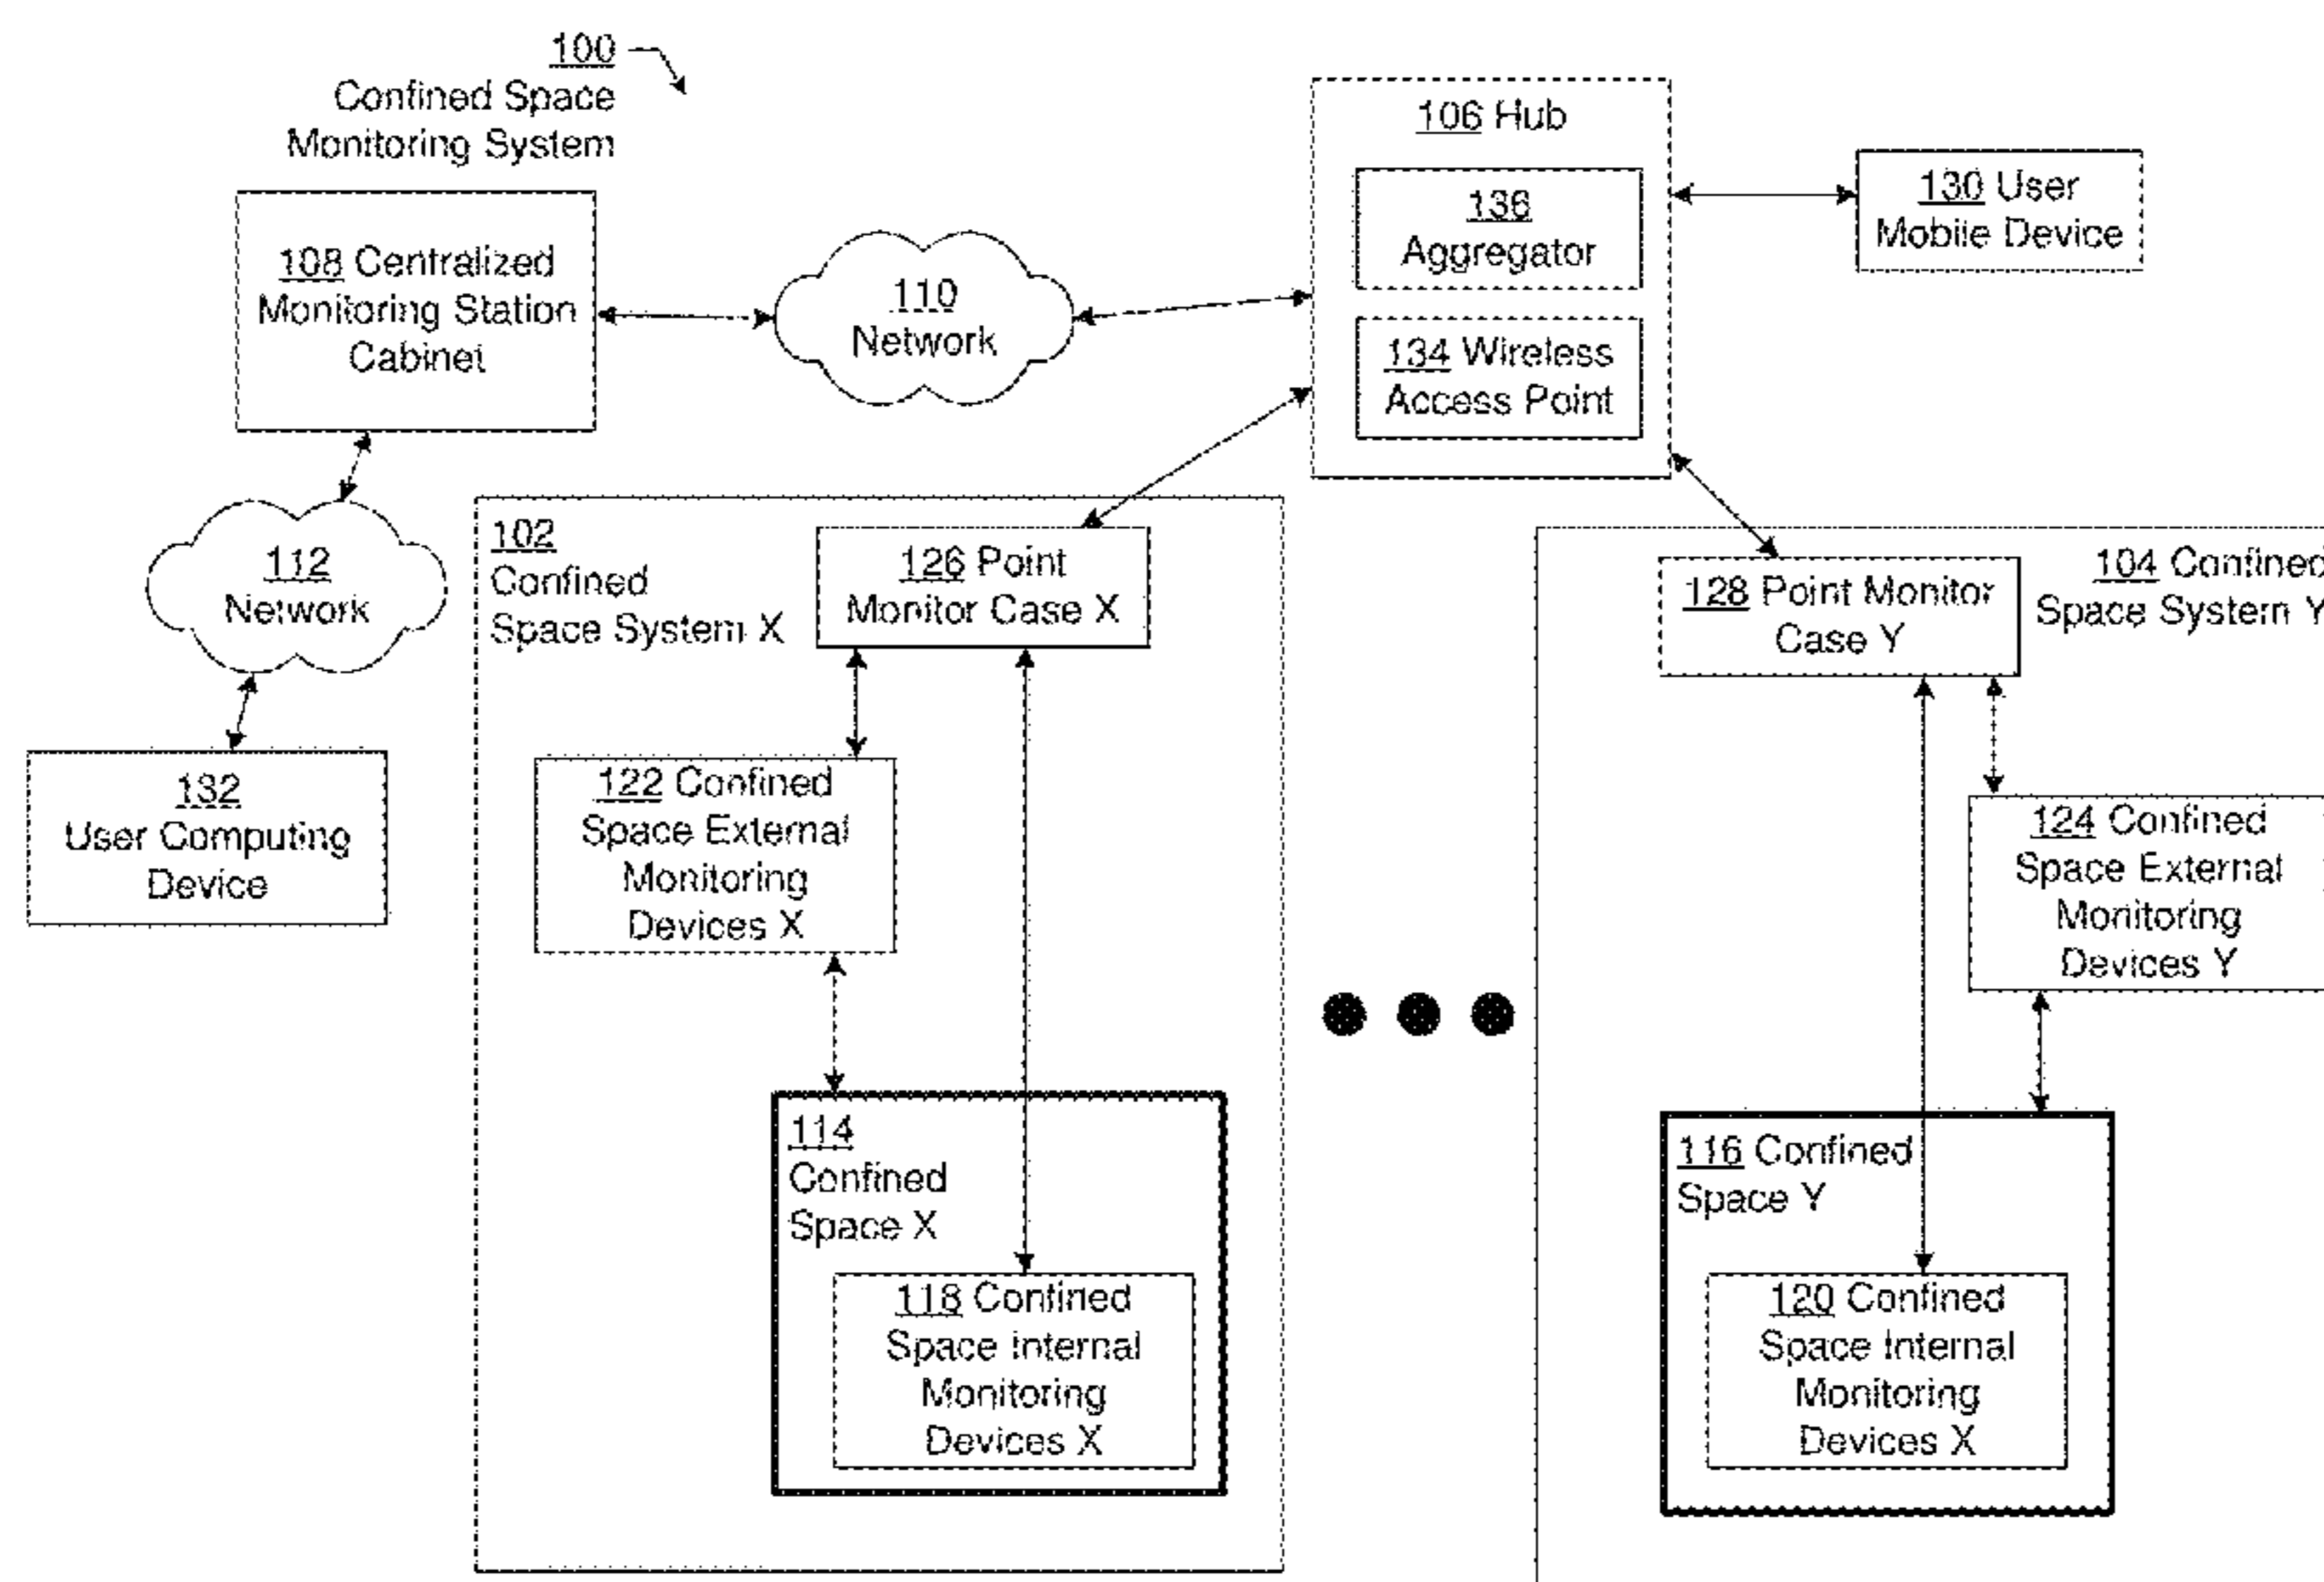 100
Confined Space
Monitoring System
106 Hub
136
Aggregator
134 Wireless
Access Point
130 User
Mobile Device
108 Centralized
Monitoring Station
Cabinet
110
Network
112
Network
132
User Computing
Device
102
Confined
Space System X
126 Point
Monitor Case X
122 Confined
Space External
Monitoring
Devices X
114
Confined
Space X
118 Confined
Space Internal
Monitoring
Devices X
128 Point Monitor
Case Y
104 Confined
Space System Y
124 Confined
Space External
Monitoring
Devices Y
116 Confined
Space Y
120 Confined
Space Internal
Monitoring
Devices X